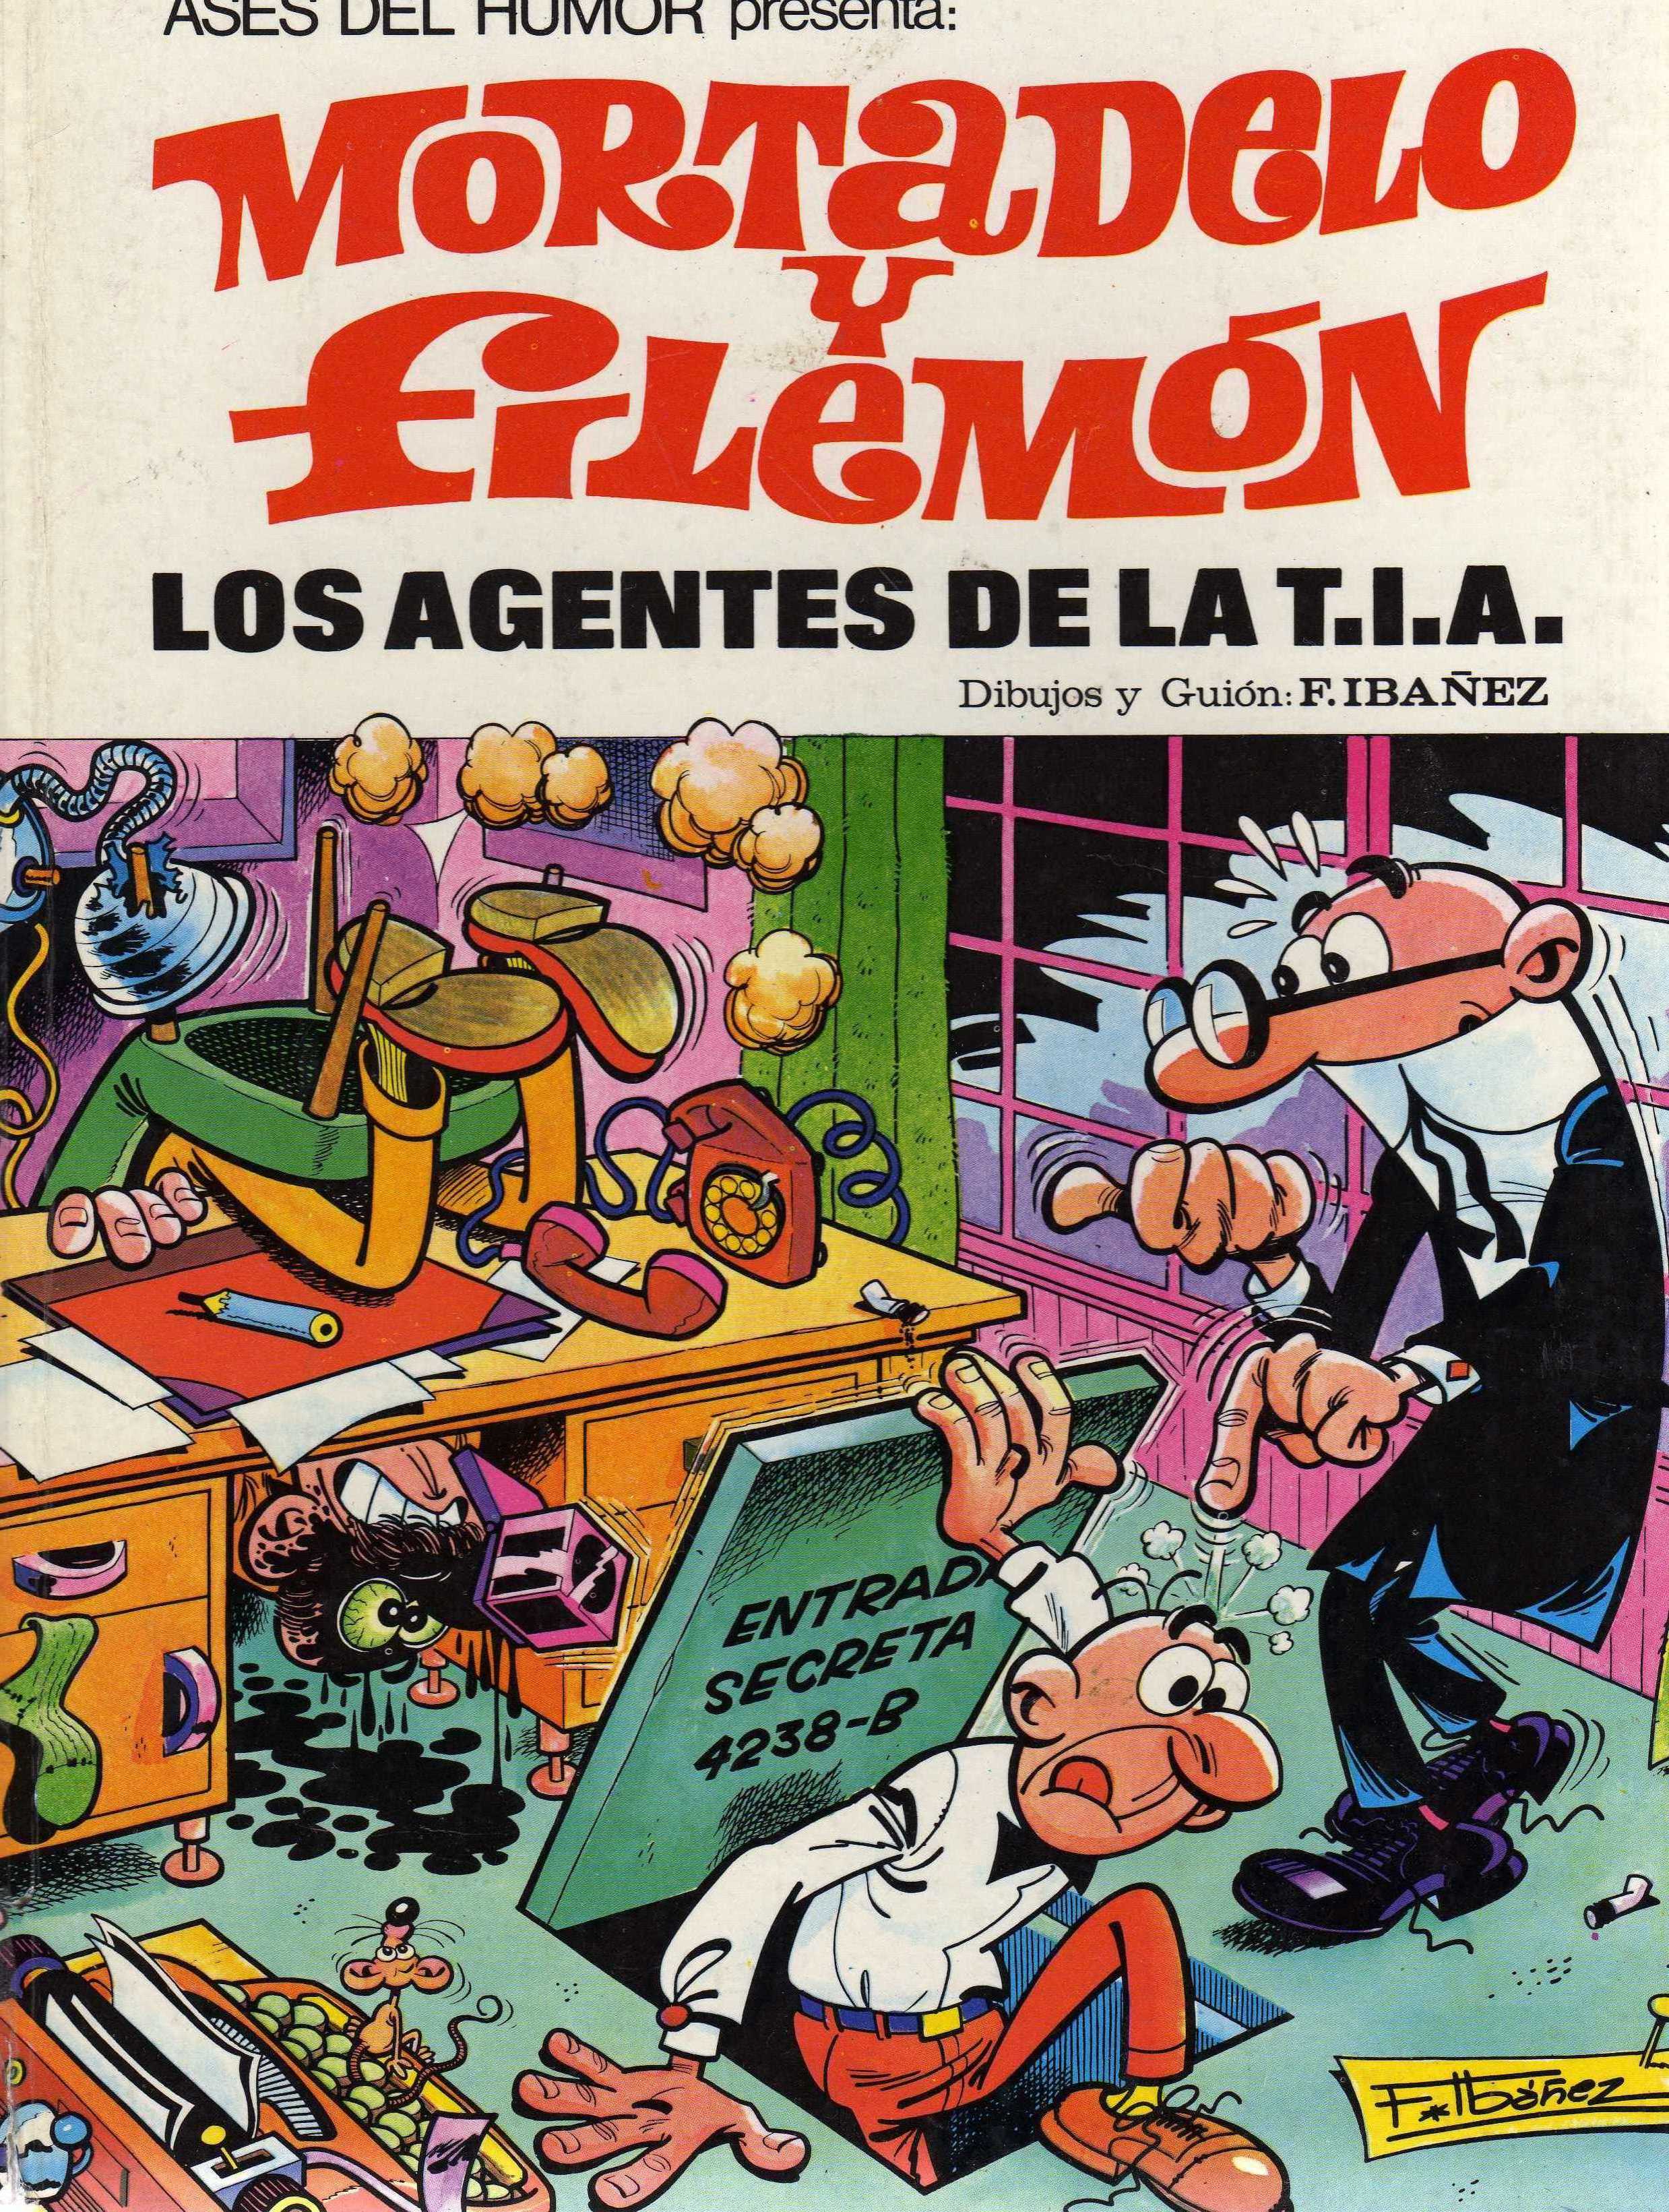 ASES DEL HUMOR presenta:
MORTADELO
Y
FILEMÓN
LOS AGENTES DE LA T.I.A.
Dibujos y Guión: F. IBAÑEZ
ENTRADA
SECRETA
4238-B
F. Ibáñez